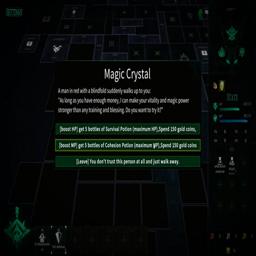 Magic Crystal
A man in red with a blindfold suddenly walks up to you:
"As long as you have enough money, I can make your vitality and magic power
stronger than any training and blessing. Do you want to try it?"
[boost HP] get 5 bottles of Survival Potion (maximum HP),Spend 150 gold coins,
[boost MP] get 5 bottles of Cohesion Potion (maximum MP),Spend 150 gold coins
[Leave] You don't trust this person at all and just walk away.